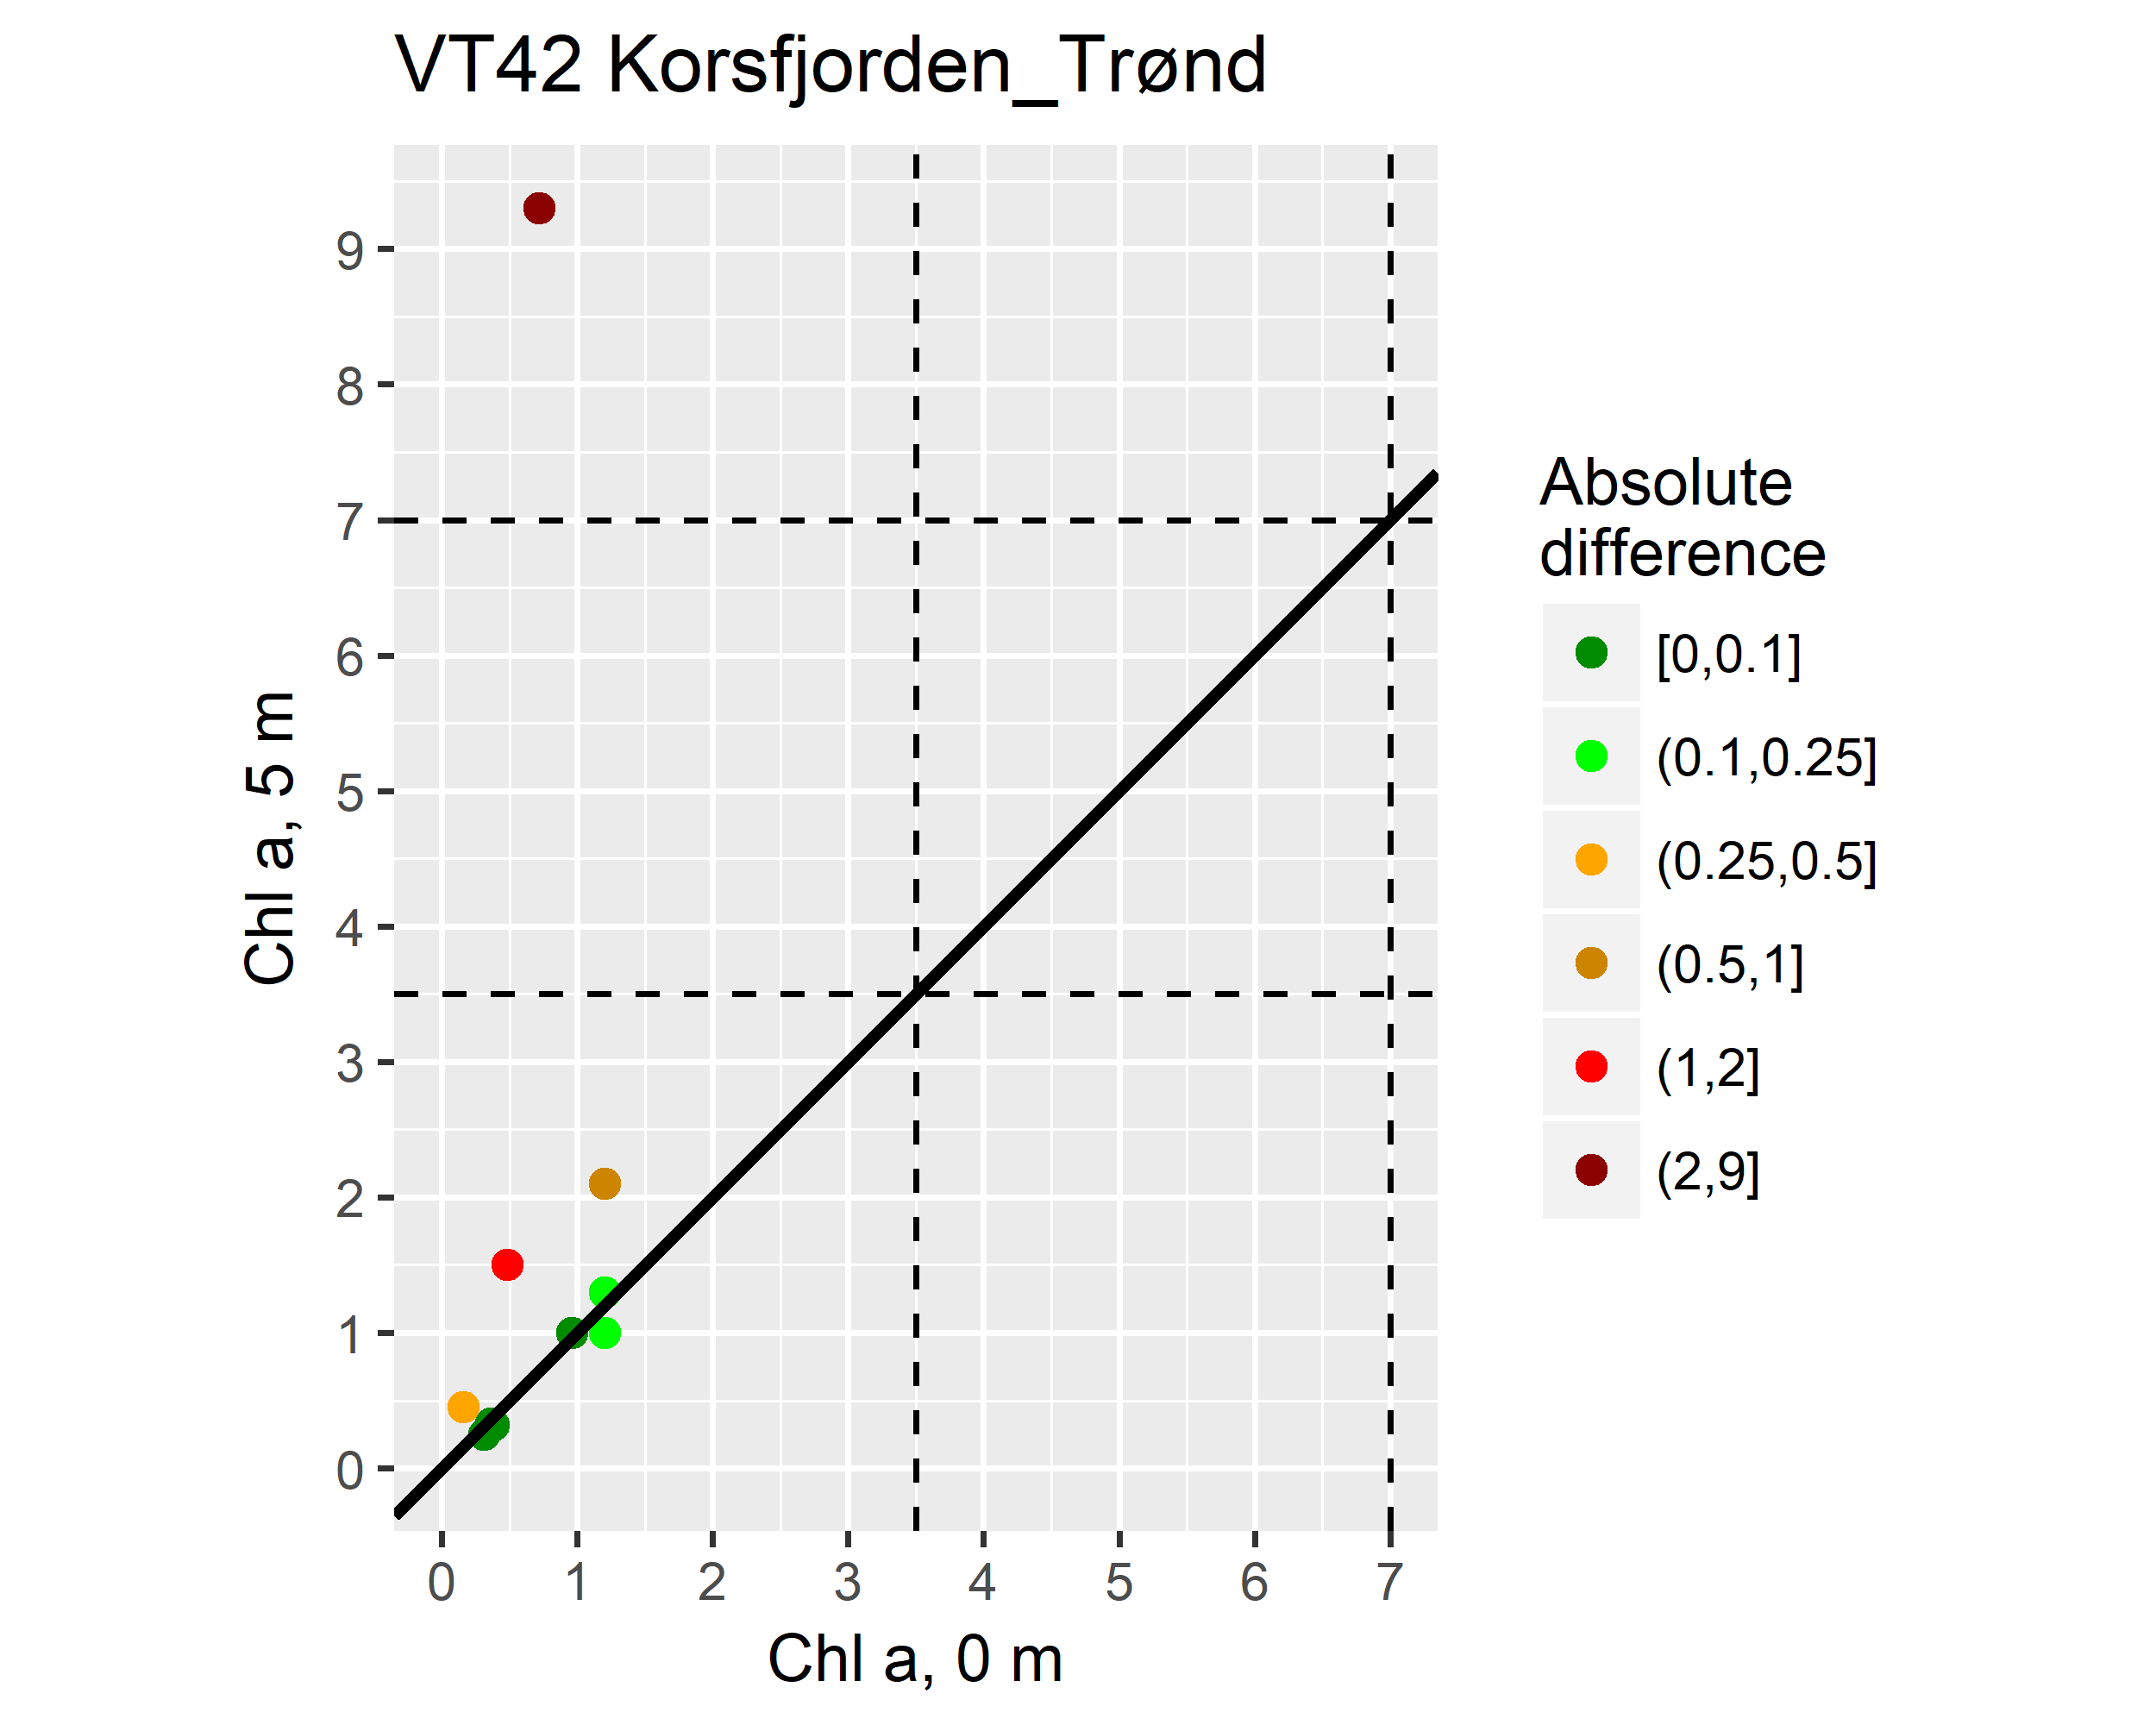 VT42 Korsfjorden_Trønd
9
8
7
6
5
4
3
2
1
0
Chl a, 5 m
0 1 2 3 4 5 6 7
Chl a, 0 m
Absolute
difference
[0,0.1]
(0.1,0.25]
(0.25,0.5]
(0.5,1]
(1,2]
(2,9]